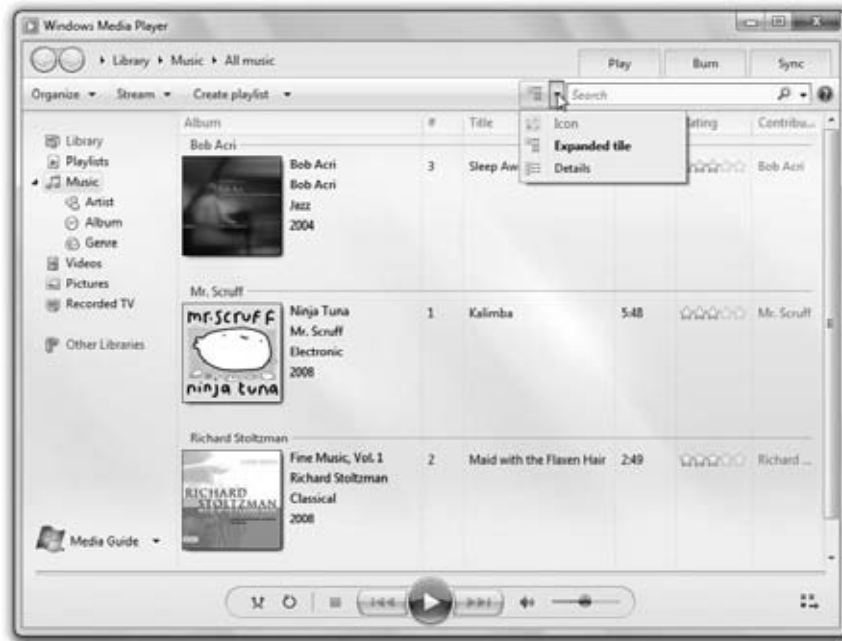 Windows Media Player
Library Music All music
Play Burn Sync
Organize Stream Create playlist Search
Album # Title Icon ating Contribu...
Library
Playlists
Music
Artist
Album
Genre
Videos
Pictures
Recorded TV
Other Libraries
Media Guide
Expanded tile
Details
Bob Acri
Bob Acri 3 Sleep Aw Bob Acri
Bob Acri
Jazz
2004
Mr. Scruff
mr.scruff
ninja tuna
Ninja Tuna 1 Kalimba 5:48 Mr. Scruff
Mr. Scruff
Electronic
2008
Richard Stoltzman
RICHARD
STOLTZMAN
Fine Music, Vol. 1 2 Maid with the Flaxen Hair 2:49 Richard ...
Richard Stoltzman
Classical
2008